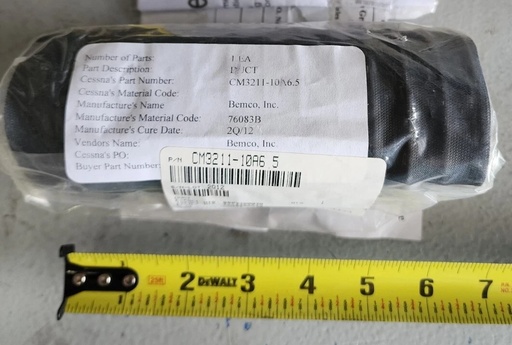 Number of Parts: 1 EA
Part Description: DUCT
Cessna's Part Number: CM3211-10A6.5
Cessna's Material Code:
Manufacture's Name Bemco, Inc.
Manufacture's Material Code: 76083B
Manufacture's Cure Date: 2Q/12
Vendors Name: Bemco, Inc.
Cessna's PO:
Buyer Part Number:
P/N CM3211-10A6 5
2 DEWALT 3 4 5 6 7